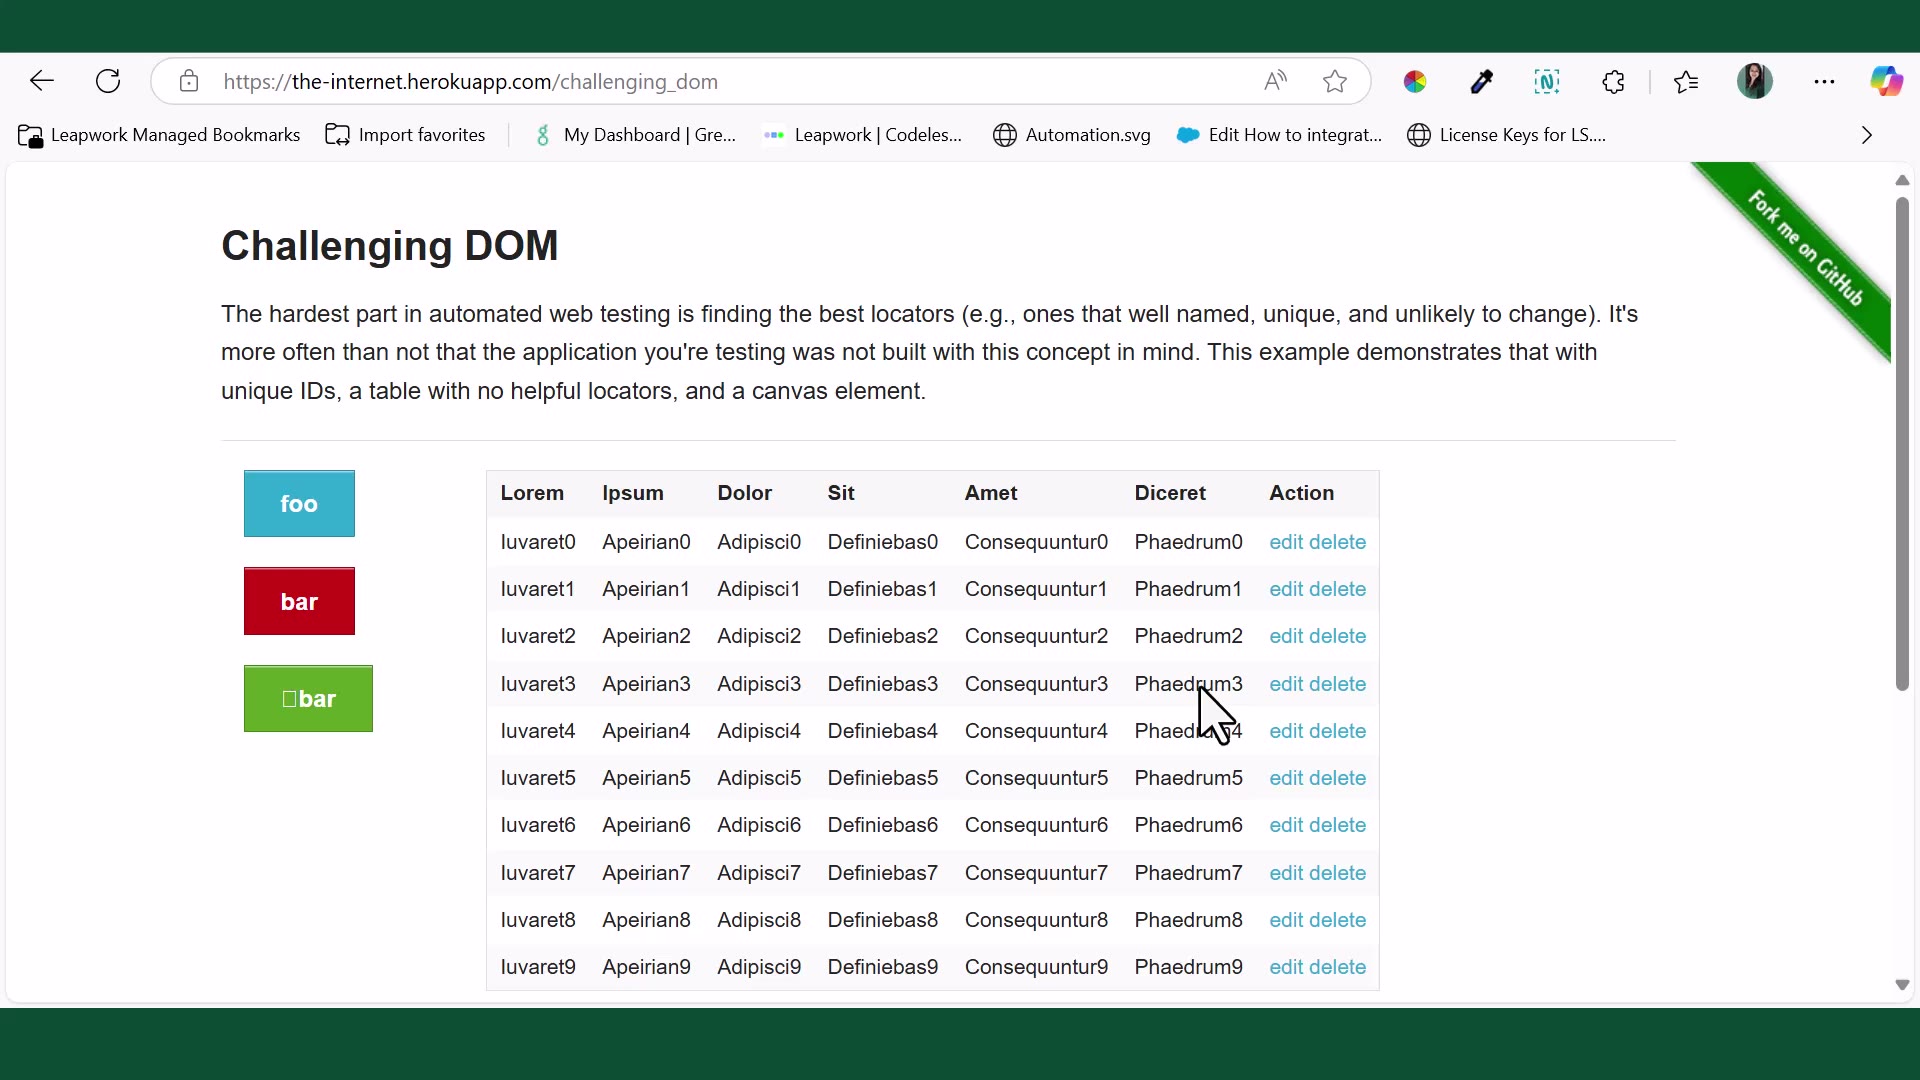 https://the-internet.herokuapp.com/challenging_dom
Leapwork Managed Bookmarks Import favorites My Dashboard | Gre... Leapwork | Codeles... Automation.svg Edit How to integrat... License Keys for LS....
Fork me on GitHub
Challenging DOM
The hardest part in automated web testing is finding the best locators (e.g., ones that well named, unique, and unlikely to change). It's
more often than not that the application you're testing was not built with this concept in mind. This example demonstrates that with
unique IDs, a table with no helpful locators, and a canvas element.
foo
bar
bar
Lorem Ipsum Dolor Sit Amet Diceret Action
Iuvaret0 Apeirian0 Adipisci0 Definiebas0 Consequuntur0 Phaedrum0 edit delete
Iuvaret1 Apeirian1 Adipisci1 Definiebas1 Consequuntur1 Phaedrum1 edit delete
Iuvaret2 Apeirian2 Adipisci2 Definiebas2 Consequuntur2 Phaedrum2 edit delete
Iuvaret3 Apeirian3 Adipisci3 Definiebas3 Consequuntur3 Phaedrum3 edit delete
Iuvaret4 Apeirian4 Adipisci4 Definiebas4 Consequuntur4 Phaedrum4 edit delete
Iuvaret5 Apeirian5 Adipisci5 Definiebas5 Consequuntur5 Phaedrum5 edit delete
Iuvaret6 Apeirian6 Adipisci6 Definiebas6 Consequuntur6 Phaedrum6 edit delete
Iuvaret7 Apeirian7 Adipisci7 Definiebas7 Consequuntur7 Phaedrum7 edit delete
Iuvaret8 Apeirian8 Adipisci8 Definiebas8 Consequuntur8 Phaedrum8 edit delete
Iuvaret9 Apeirian9 Adipisci9 Definiebas9 Consequuntur9 Phaedrum9 edit delete